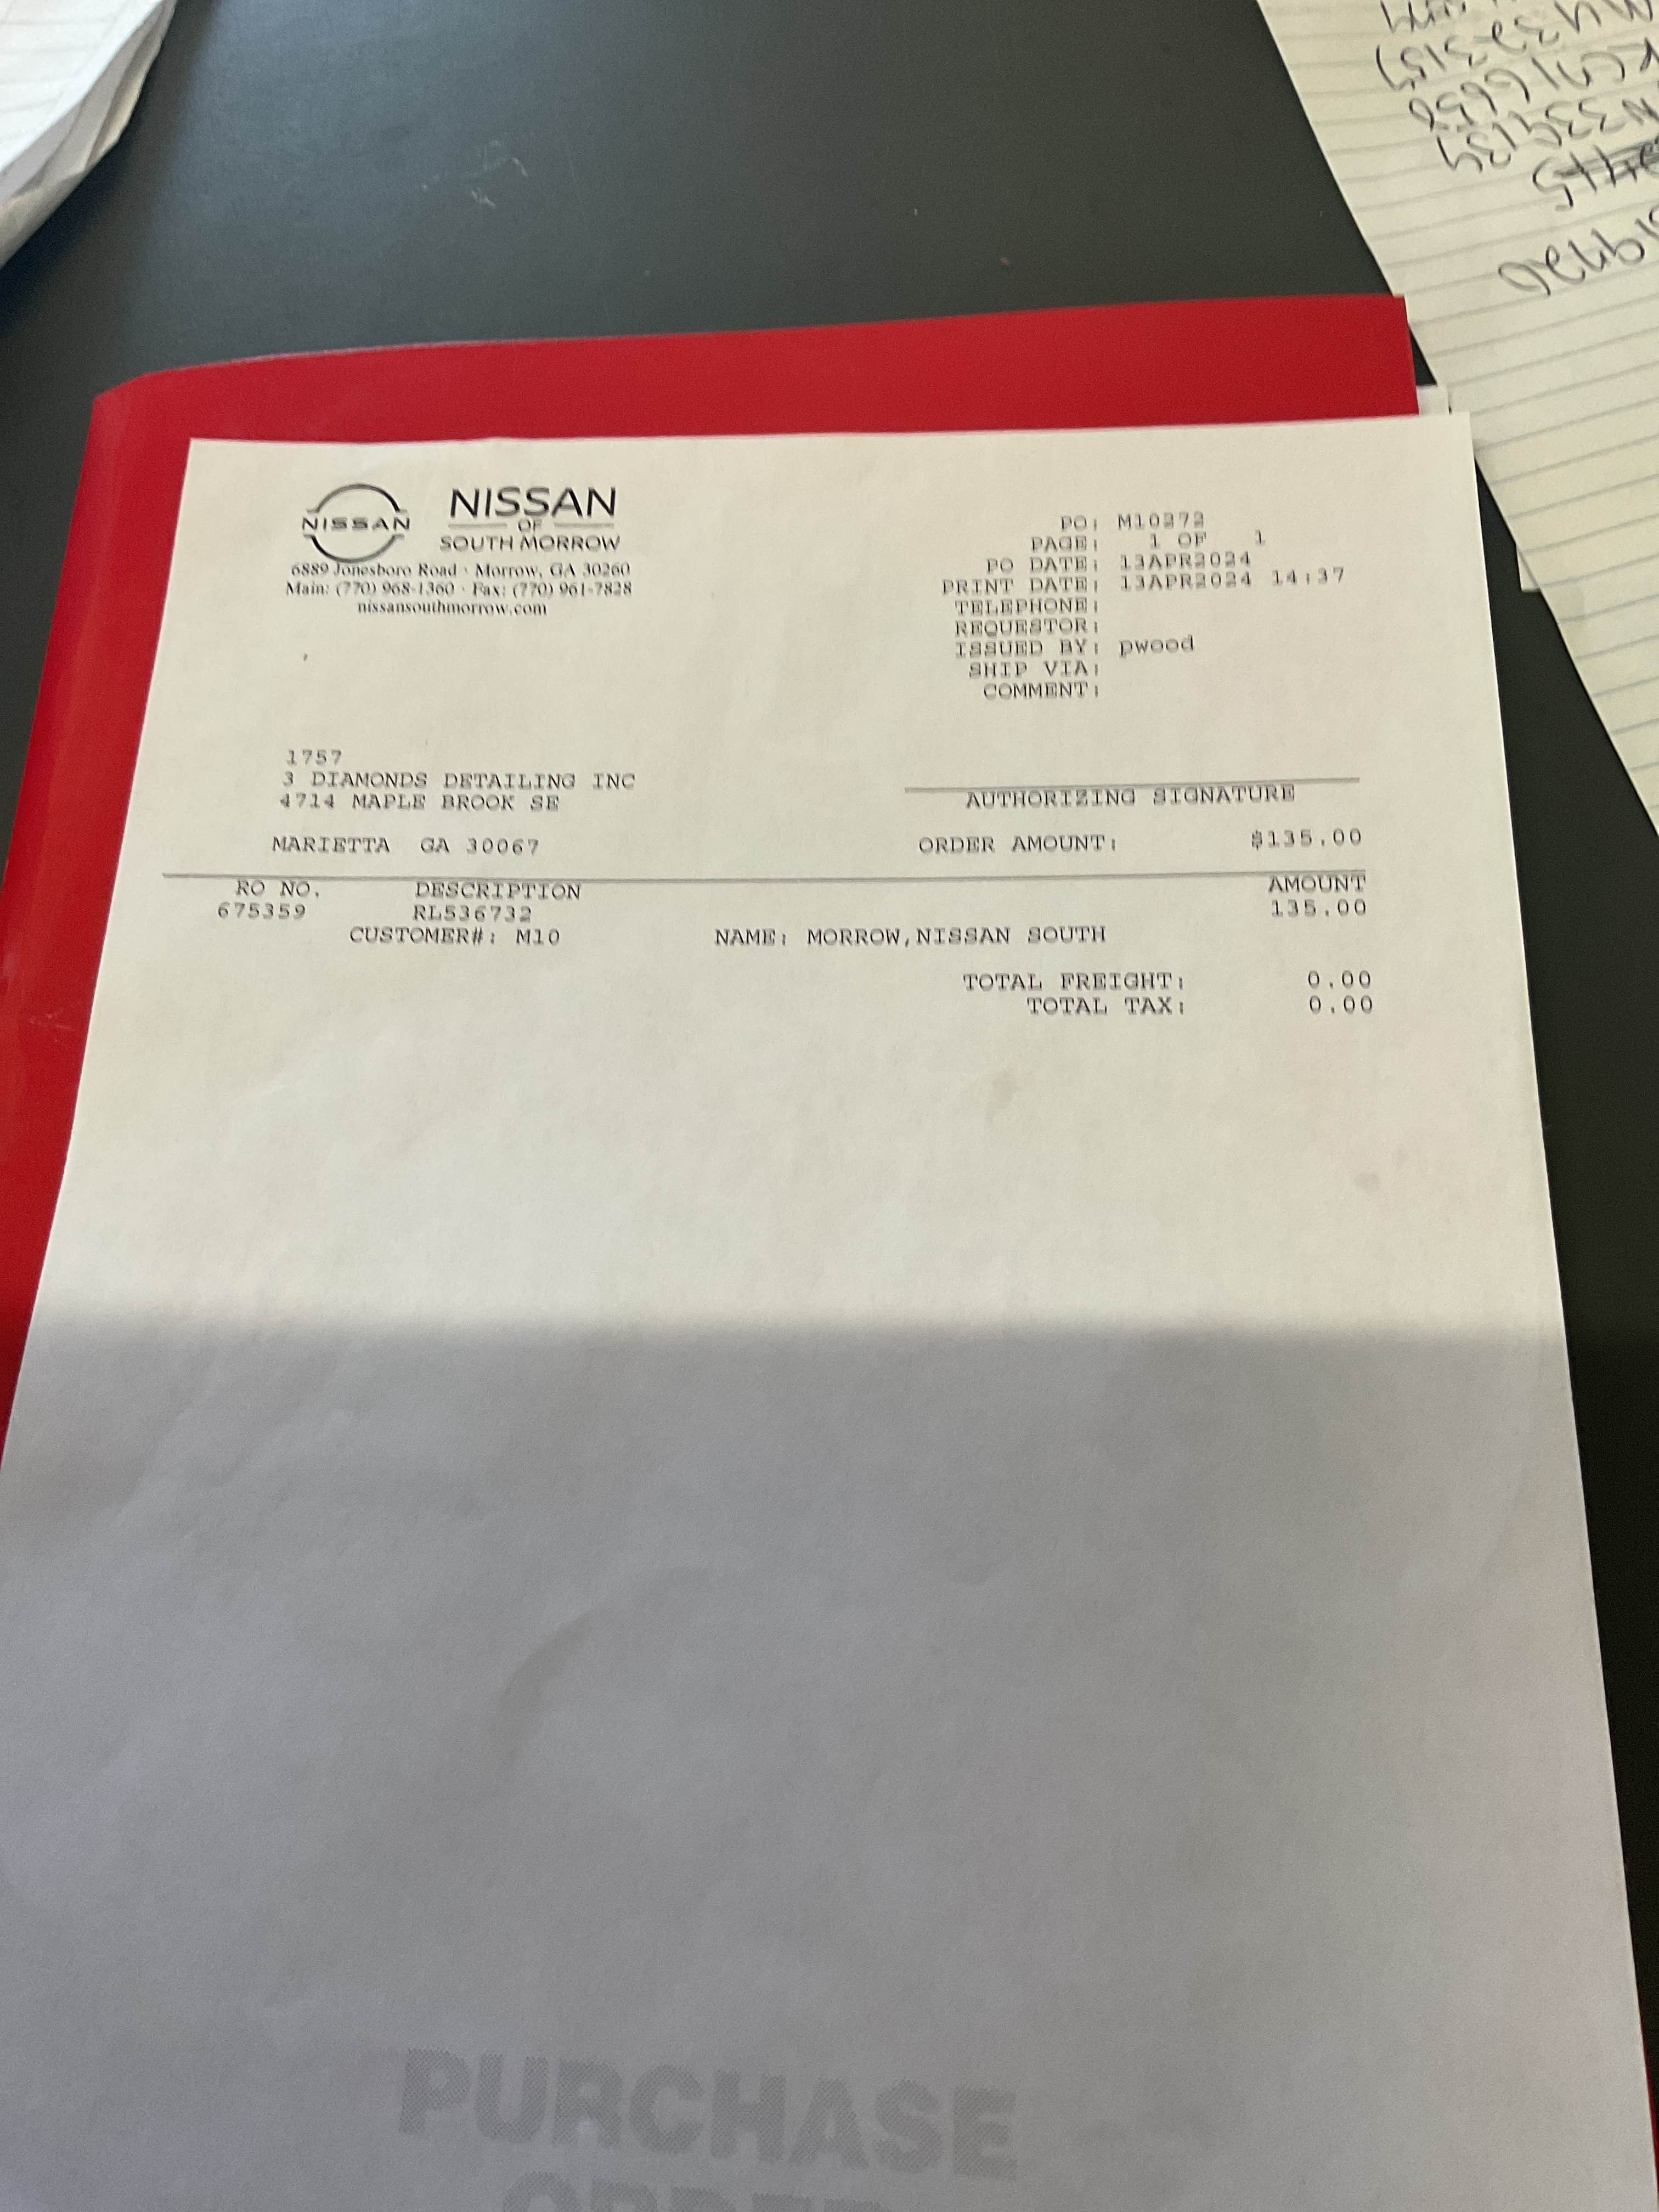 NISSAN
NISSAN
OF
SOUTH MORROW
6889 Jonesboro Road · Morrow, GA 30260
Main: (770) 968-1360 · Fax: (770) 961-7828
nissansouthmorrow.com
PO: M10272
PAGE: 1 OF 1
PO DATE: 13APR2024
PRINT DATE: 13APR2024 14:37
TELEPHONE:
REQUESTOR:
ISSUED BY: pwood
SHIP VIA:
COMMENT:
1757
3 DIAMONDS DETAILING INC
4714 MAPLE BROOK SE
MARIETTA GA 30067
AUTHORIZING SIGNATURE
ORDER AMOUNT: $135.00
RO NO. DESCRIPTION AMOUNT
675359 RL536732 135.00
CUSTOMER#: M10 NAME: MORROW,NISSAN SOUTH
TOTAL FREIGHT: 0.00
TOTAL TAX: 0.00
PURCHASE
ORDER